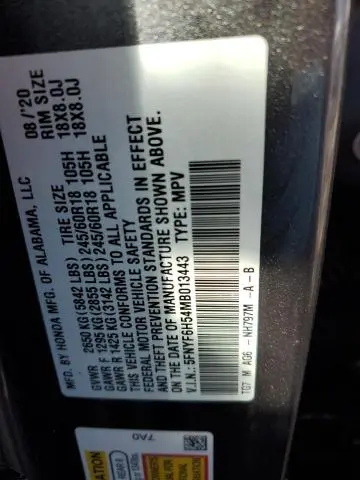 MFD. BY HONDA MFG. OF ALABAMA, LLC 08/'20
TIRE SIZE RIM SIZE
GVWR 2650 KG(5842 LBS)
GAWR F 1295 KG(2855 LBS) 245/60R18 105H 18X8.0J
GAWR R 1425 KG(3142 LBS) 245/60R18 105H 18X8.0J
THIS VEHICLE CONFORMS TO ALL APPLICABLE
FEDERAL MOTOR VEHICLE SAFETY
AND THEFT PREVENTION STANDARDS IN EFFECT
ON THE DATE OF MANUFACTURE SHOWN ABOVE.
V.I.N.: 5FNYF6H54MB013443 TYPE: MPV
TG7 M AG6 -NH797M -A-B
7A0